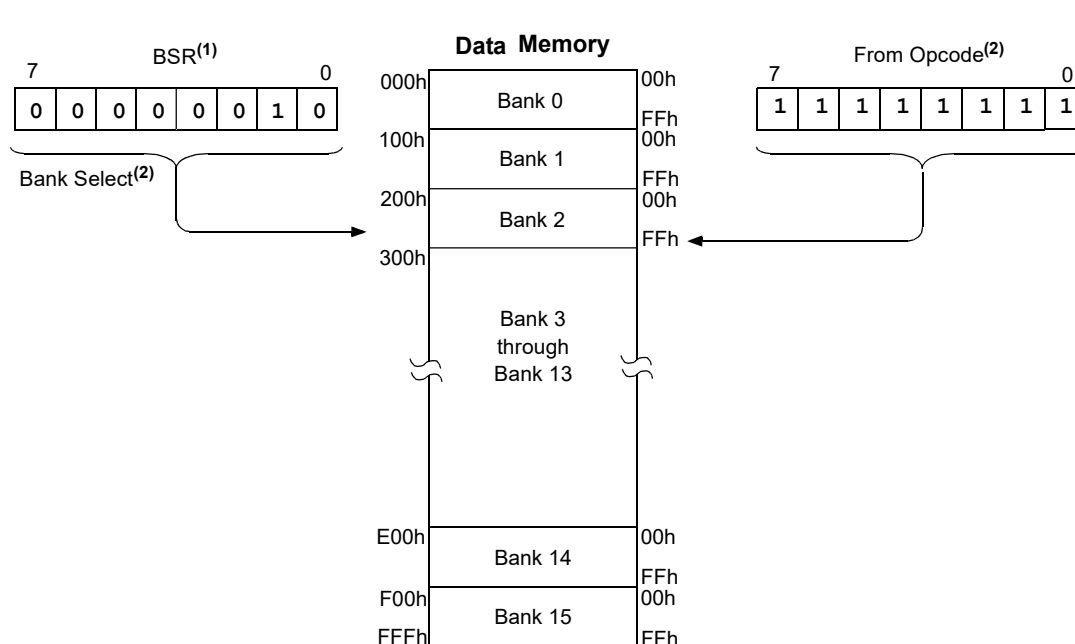 Data Memory
BSR(1)
7 0
0 0 0 0 0 0 1 0
Bank Select(2)
From Opcode(2)
7 0
1 1 1 1 1 1 1 1
000h Bank 0 00h
FFh
100h Bank 1 00h
FFh
200h Bank 2 00h
FFh
300h
Bank 3
through
Bank 13
E00h Bank 14 00h
FFh
F00h Bank 15 00h
FFFh FFh